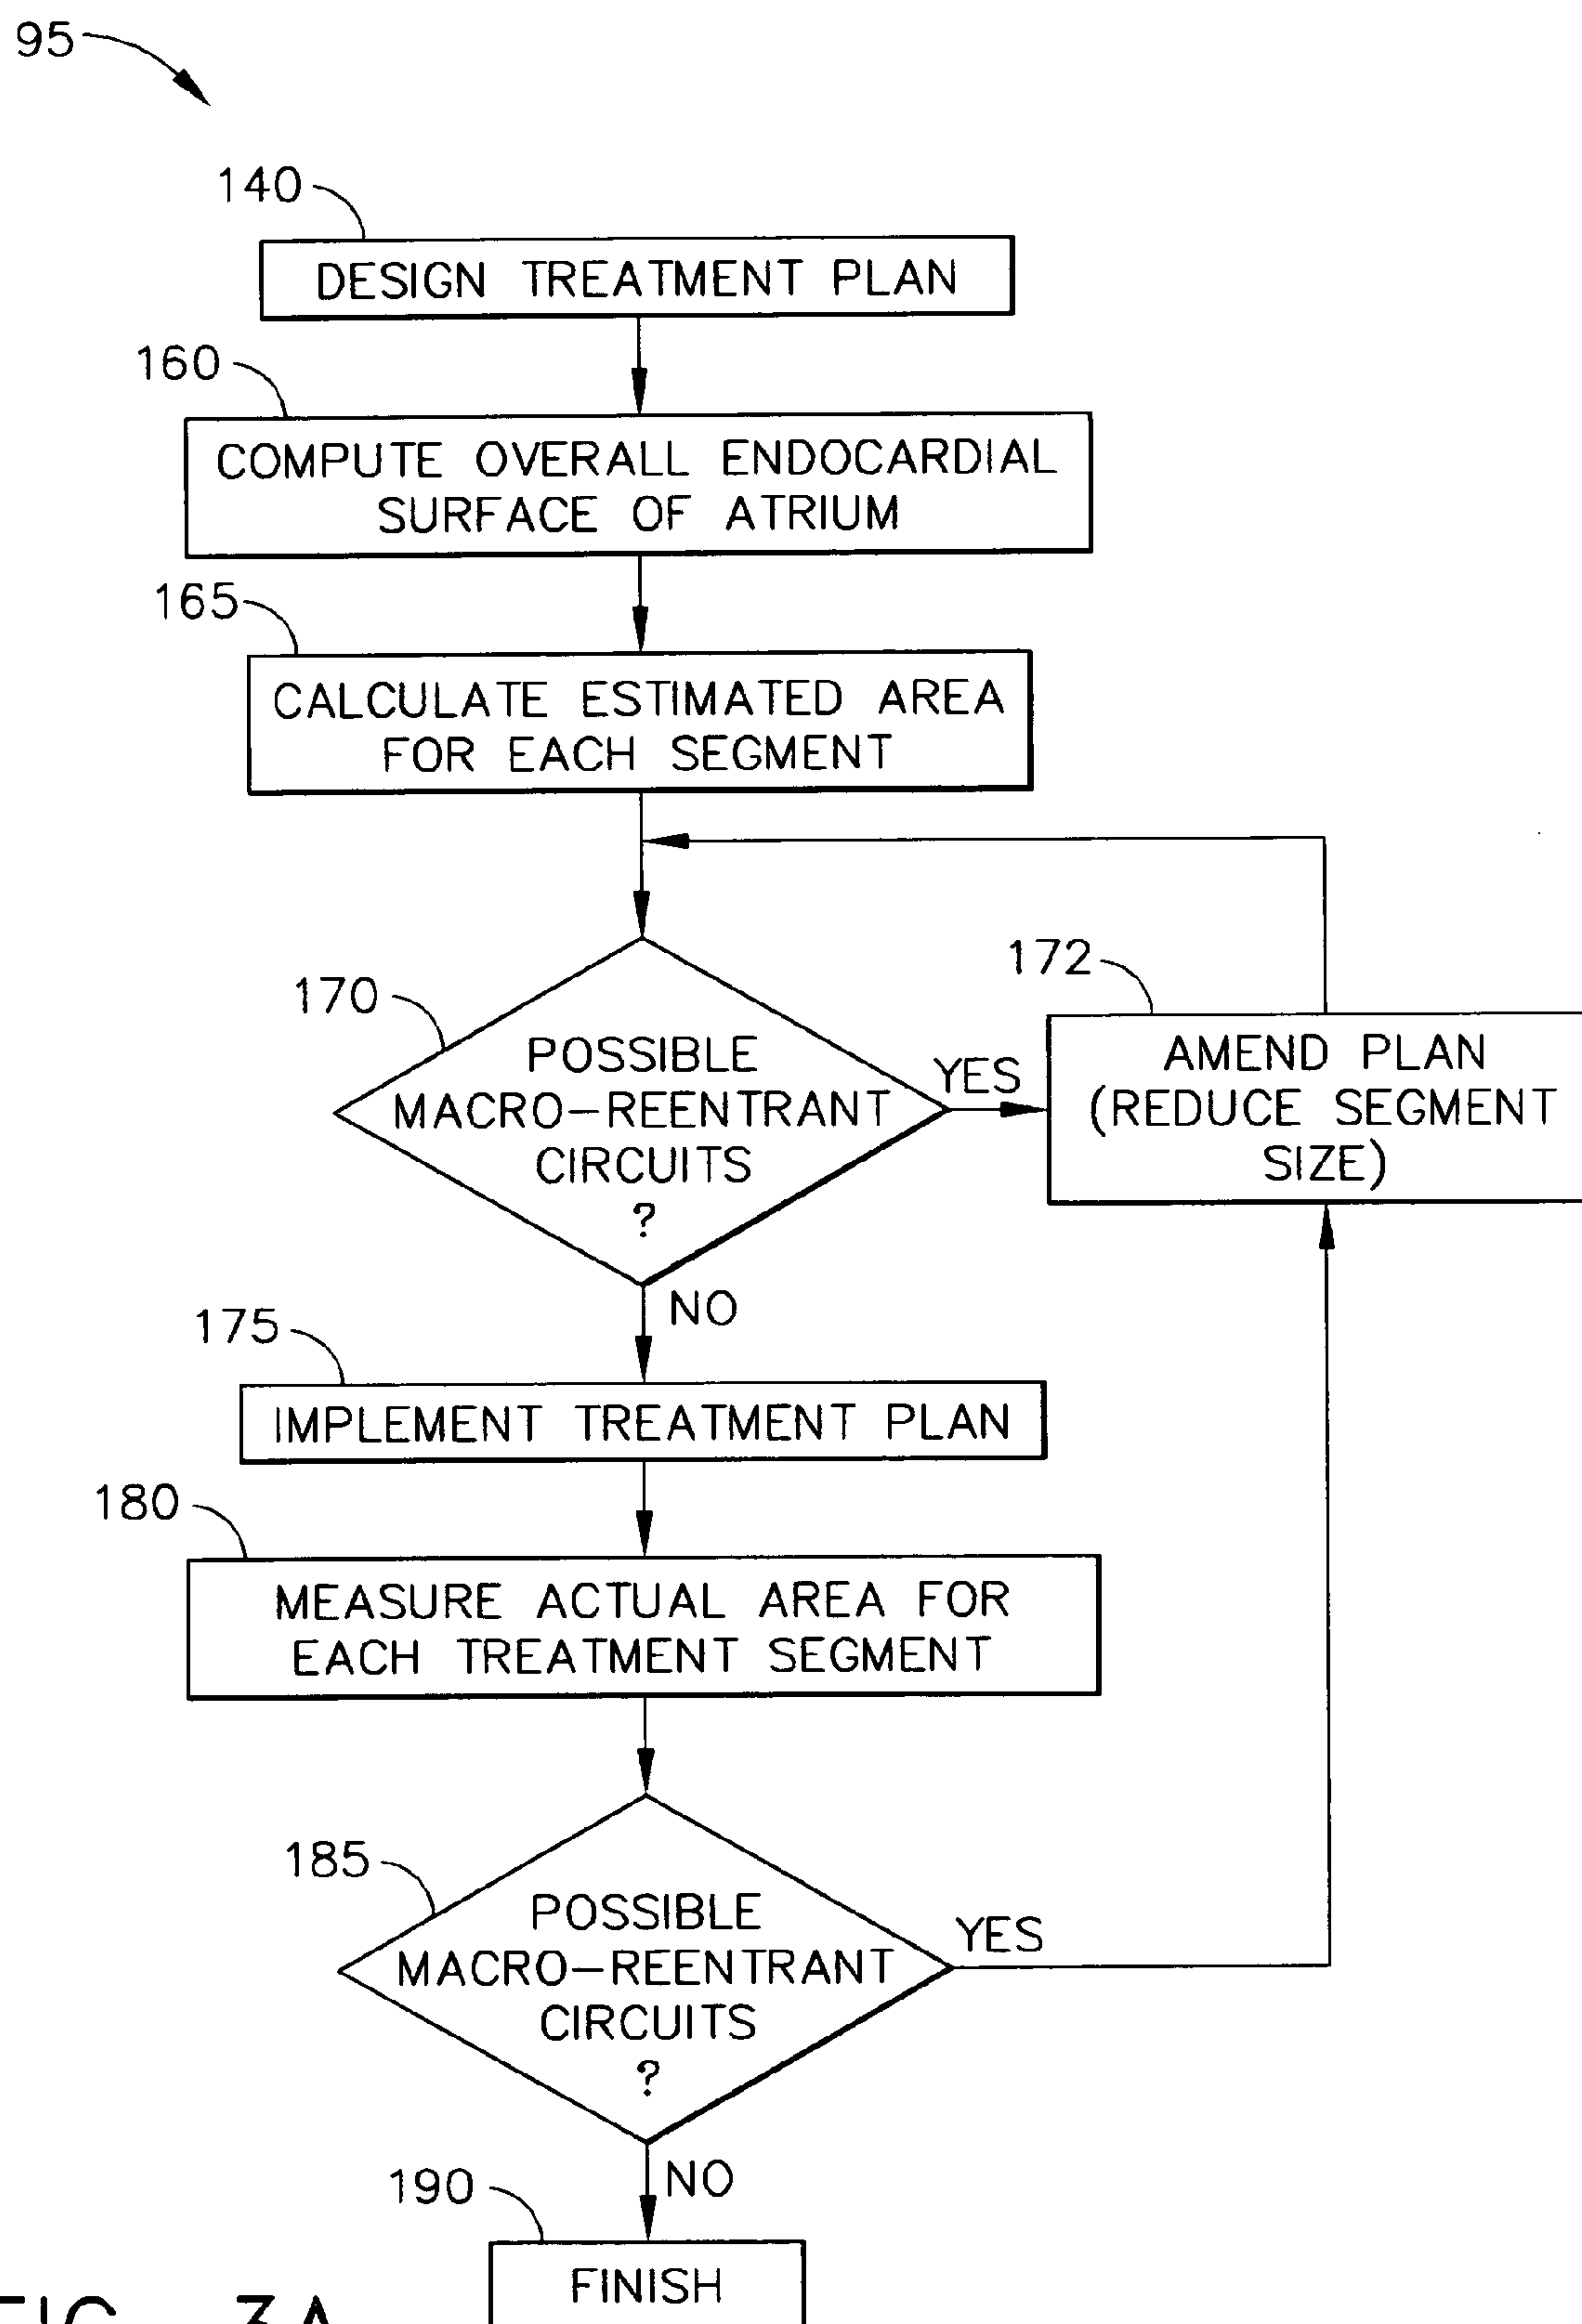 95
140
DESIGN TREATMENT PLAN
160
COMPUTE OVERALL ENDOCARDIAL
SURFACE OF ATRIUM
165
CALCULATE ESTIMATED AREA
FOR EACH SEGMENT
170
POSSIBLE
MACRO-REENTRANT
CIRCUITS
?
YES
172
AMEND PLAN
(REDUCE SEGMENT
SIZE)
NO
175
IMPLEMENT TREATMENT PLAN
180
MEASURE ACTUAL AREA FOR
EACH TREATMENT SEGMENT
185
POSSIBLE
MACRO-REENTRANT
CIRCUITS
?
YES
NO
190
FINISH
FIG. 3A